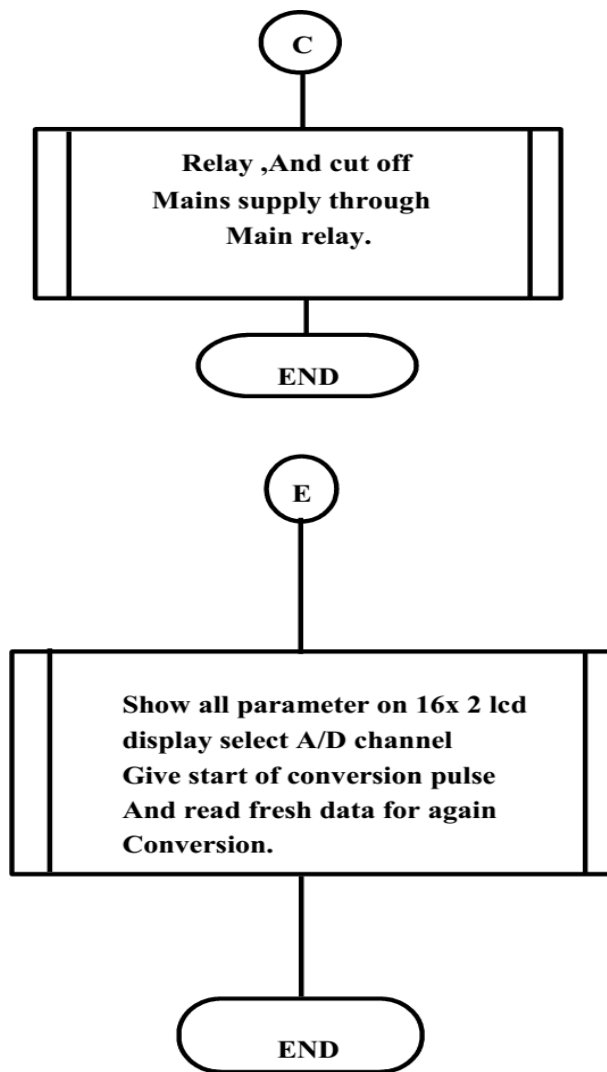 C
Relay ,And cut off
Mains supply through
Main relay.
END
E
Show all parameter on 16x 2 lcd
display select A/D channel
Give start of conversion pulse
And read fresh data for again
Conversion.
END